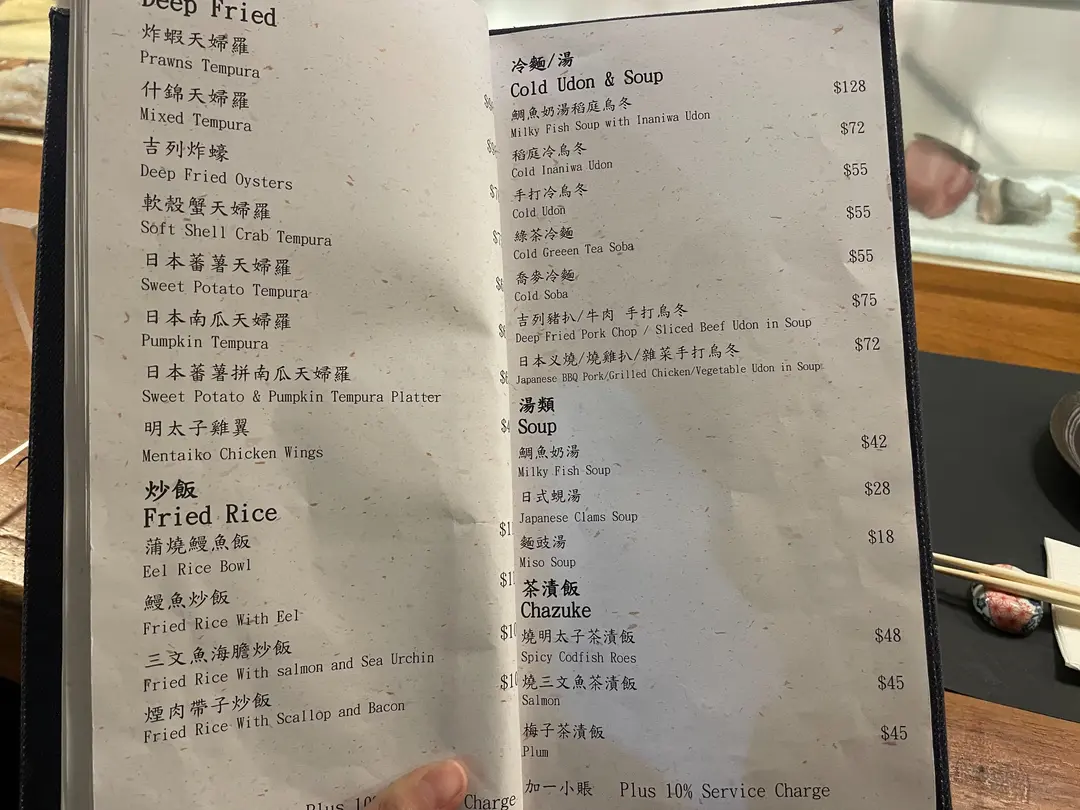 Deep Fried
炸蝦天婦羅
Prawns Tempura
什錦天婦羅
Mixed Tempura
吉列炸蠔
Deep Fried Oysters
軟殼蟹天婦羅
Soft Shell Crab Tempura
日本蕃薯天婦羅
Sweet Potato Tempura
日本南瓜天婦羅
Pumpkin Tempura
日本蕃薯拼南瓜天婦羅
Sweet Potato & Pumpkin Tempura Platter
明太子雞翼
Mentaiko Chicken Wings
炒飯
Fried Rice
蒲燒鰻魚飯
Eel Rice Bowl
鰻魚炒飯
Fried Rice With Eel
三文魚海膽炒飯
Fried Rice With salmon and Sea Urchin
煙肉帶子炒飯
Fried Rice With Scallop and Bacon
Plus Charge
冷麵/湯
Cold Udon & Soup
鯛魚奶湯稻庭烏冬 $128
Milky Fish Soup with Inaniwa Udon
稻庭冷烏冬 $72
Cold Inaniwa Udon
手打冷烏冬 $55
Cold Udon
綠茶冷麵 $55
Cold Greeen Tea Soba
喬麥冷麵 $55
Cold Soba
吉列豬扒/牛肉 手打烏冬 $75
Deep Fried Pork Chop / Sliced Beef Udon in Soup
日本义燒/燒雞扒/雜菜手打烏冬 $72
Japanese BBQ Pork/Grilled Chicken/Vegetable Udon in Soup
湯類
Soup
鯛魚奶湯 $42
Milky Fish Soup
日式蜆湯 $28
Japanese Clams Soup
麵豉湯 $18
Miso Soup
茶漬飯
Chazuke
燒明太子茶漬飯 $48
Spicy Codfish Roes
燒三文魚茶漬飯 $45
Salmon
梅子茶漬飯 $45
Plum
加一小賬 Plus 10% Service Charge